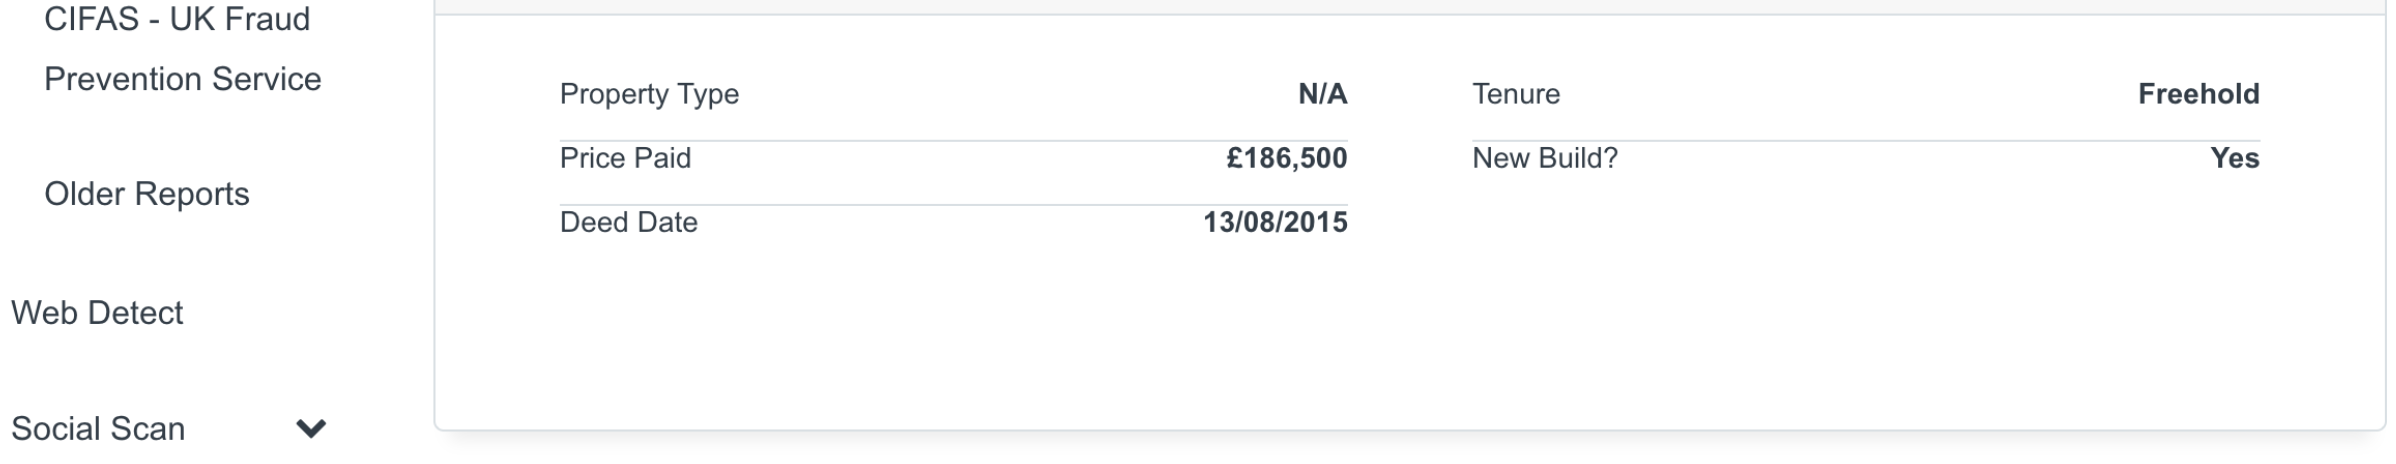 CIFAS - UK Fraud
Prevention Service
Older Reports
Web Detect
Social Scan
Property Type N/A
Price Paid £186,500
Deed Date 13/08/2015
Tenure Freehold
New Build? Yes